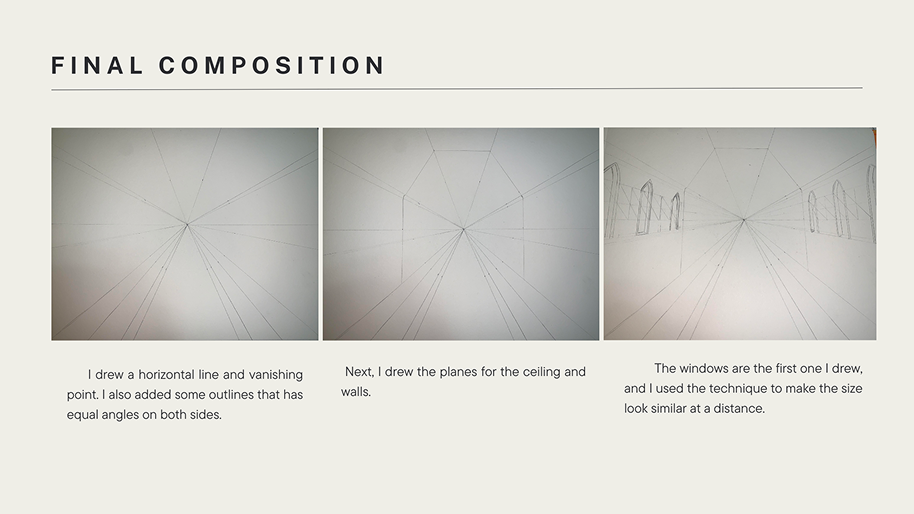 FINAL COMPOSITION
I drew a horizontal line and vanishing
point. I also added some outlines that has
equal angles on both sides.
Next, I drew the planes for the ceiling and
walls.
The windows are the first one I drew,
and I used the technique to make the size
look similar at a distance.